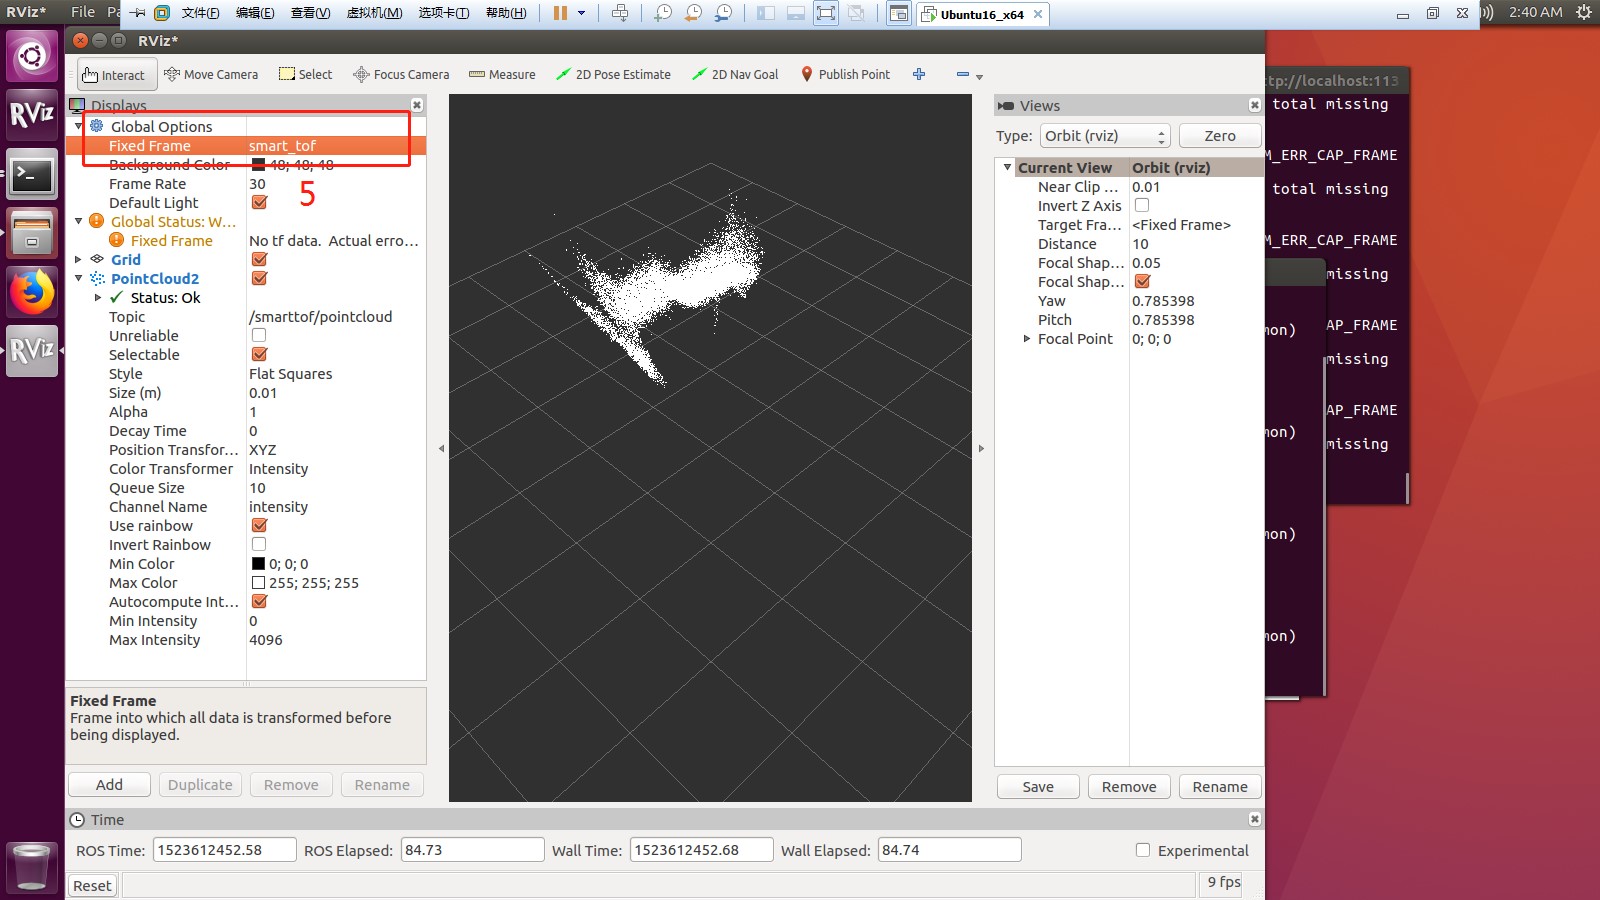 RViz*
File
Pa
文件(F)
编辑(E)
查看(V)
虚拟机(M)
选项卡(T)
帮助(H)
Ubuntu16_x64
2:40 AM
RViz*
Interact
Move Camera
Select
Focus Camera
Measure
2D Pose Estimate
2D Nav Goal
Publish Point
Displays
Global Options
Fixed Frame smart_tof
Background Color 48; 48; 48
Frame Rate 30
Default Light
5
Global Status: W...
Fixed Frame No tf data. Actual erro...
Grid
PointCloud2
Status: Ok
Topic /smarttof/pointcloud
Unreliable
Selectable
Style Flat Squares
Size (m) 0.01
Alpha 1
Decay Time 0
Position Transfor... XYZ
Color Transformer Intensity
Queue Size 10
Channel Name intensity
Use rainbow
Invert Rainbow
Min Color 0; 0; 0
Max Color 255; 255; 255
Autocompute Int...
Min Intensity 0
Max Intensity 4096
Fixed Frame
Frame into which all data is transformed before
being displayed.
Add
Duplicate
Remove
Rename
Views
Type: Orbit (rviz) Zero
Current View Orbit (rviz)
Near Clip ... 0.01
Invert Z Axis
Target Fra... <Fixed Frame>
Distance 10
Focal Shap... 0.05
Focal Shap...
Yaw 0.785398
Pitch 0.785398
Focal Point 0; 0; 0
Save
Remove
Rename
ttp://localhost:113
total missing
M_ERR_CAP_FRAME
total missing
M_ERR_CAP_FRAME
missing
mon)
AP_FRAME
missing
AP_FRAME
mon)
missing
mon)
mon)
Time
ROS Time: 1523612452.58 ROS Elapsed: 84.73 Wall Time: 1523612452.68 Wall Elapsed: 84.74 Experimental
Reset
9 fps
RViz
RViz